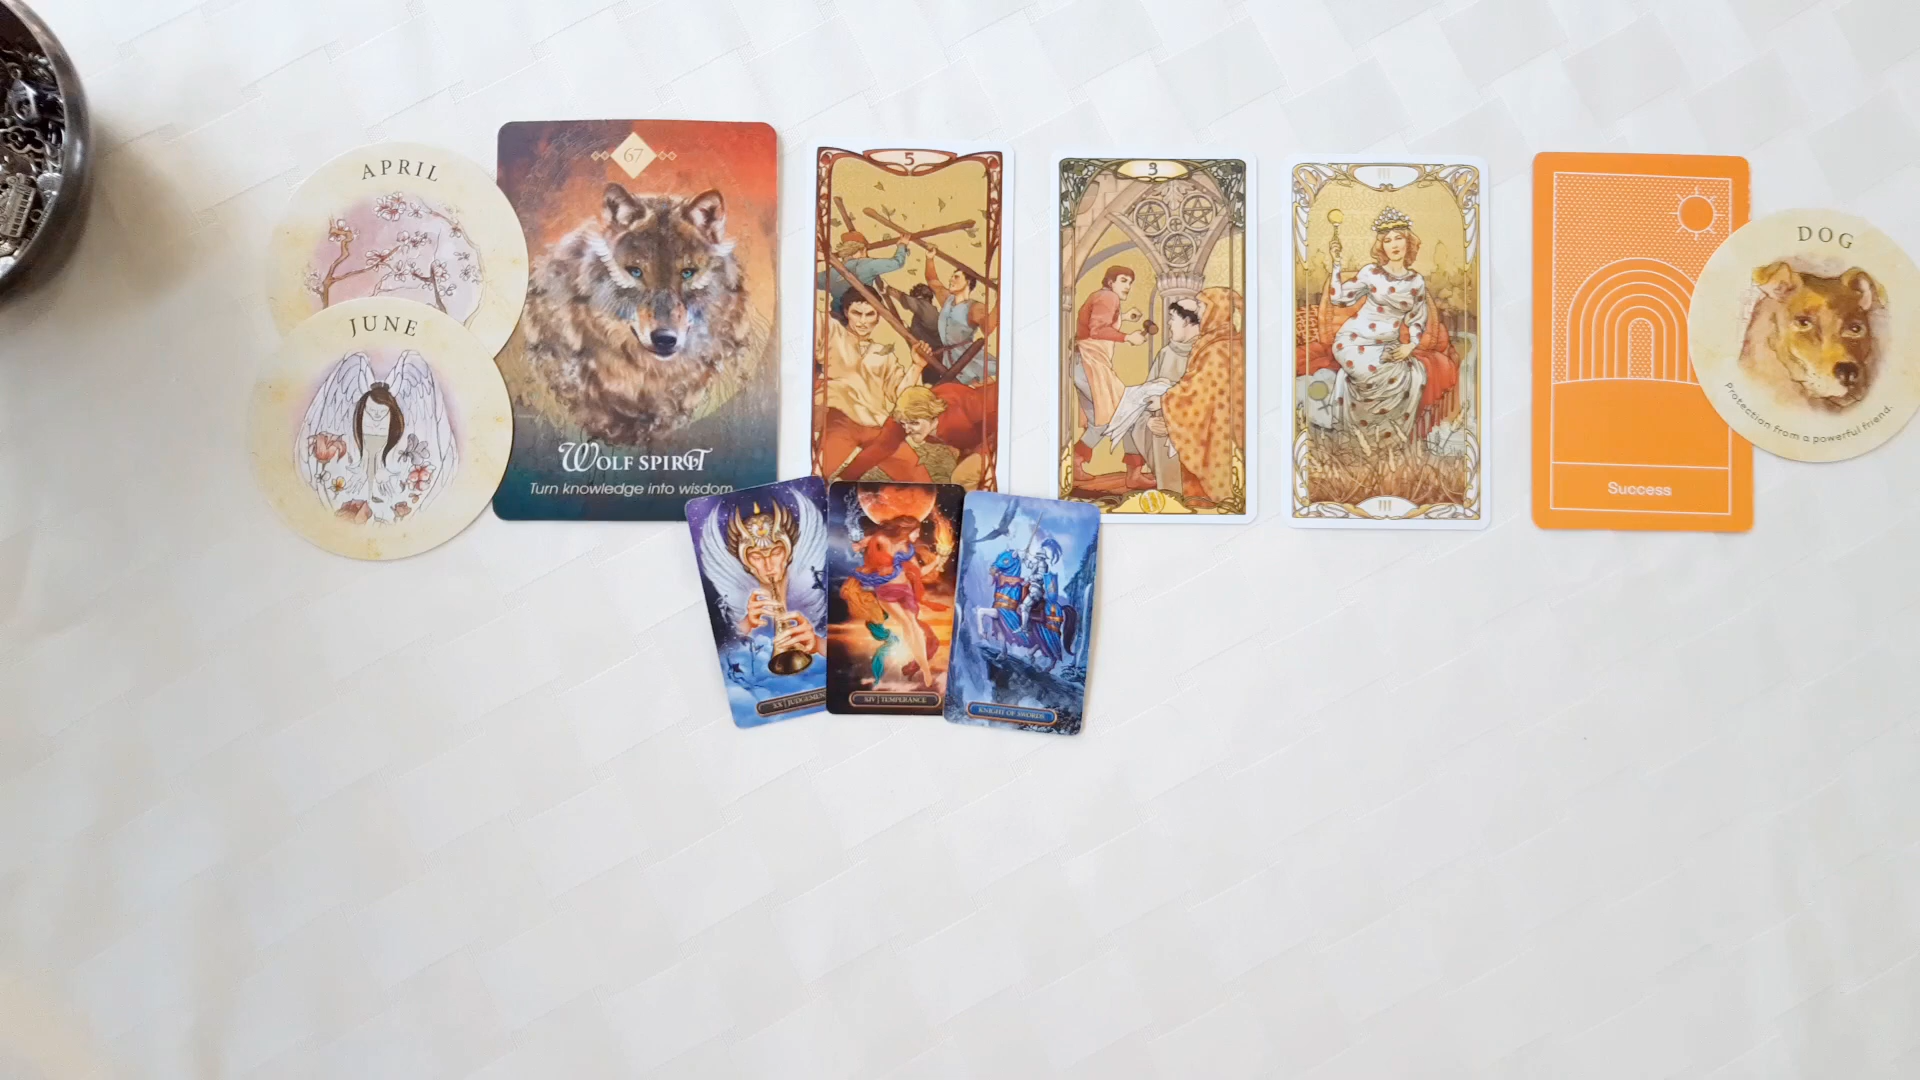 APRIL
JUNE
67
WOLF SPIRIT
Turn knowledge into wisdom
5
3
III
III
Success
DOG
Protection from a powerful friend.
XX | JUDGEMEN
XIV | TEMPERANCE
KNIGHT OF SWORDS